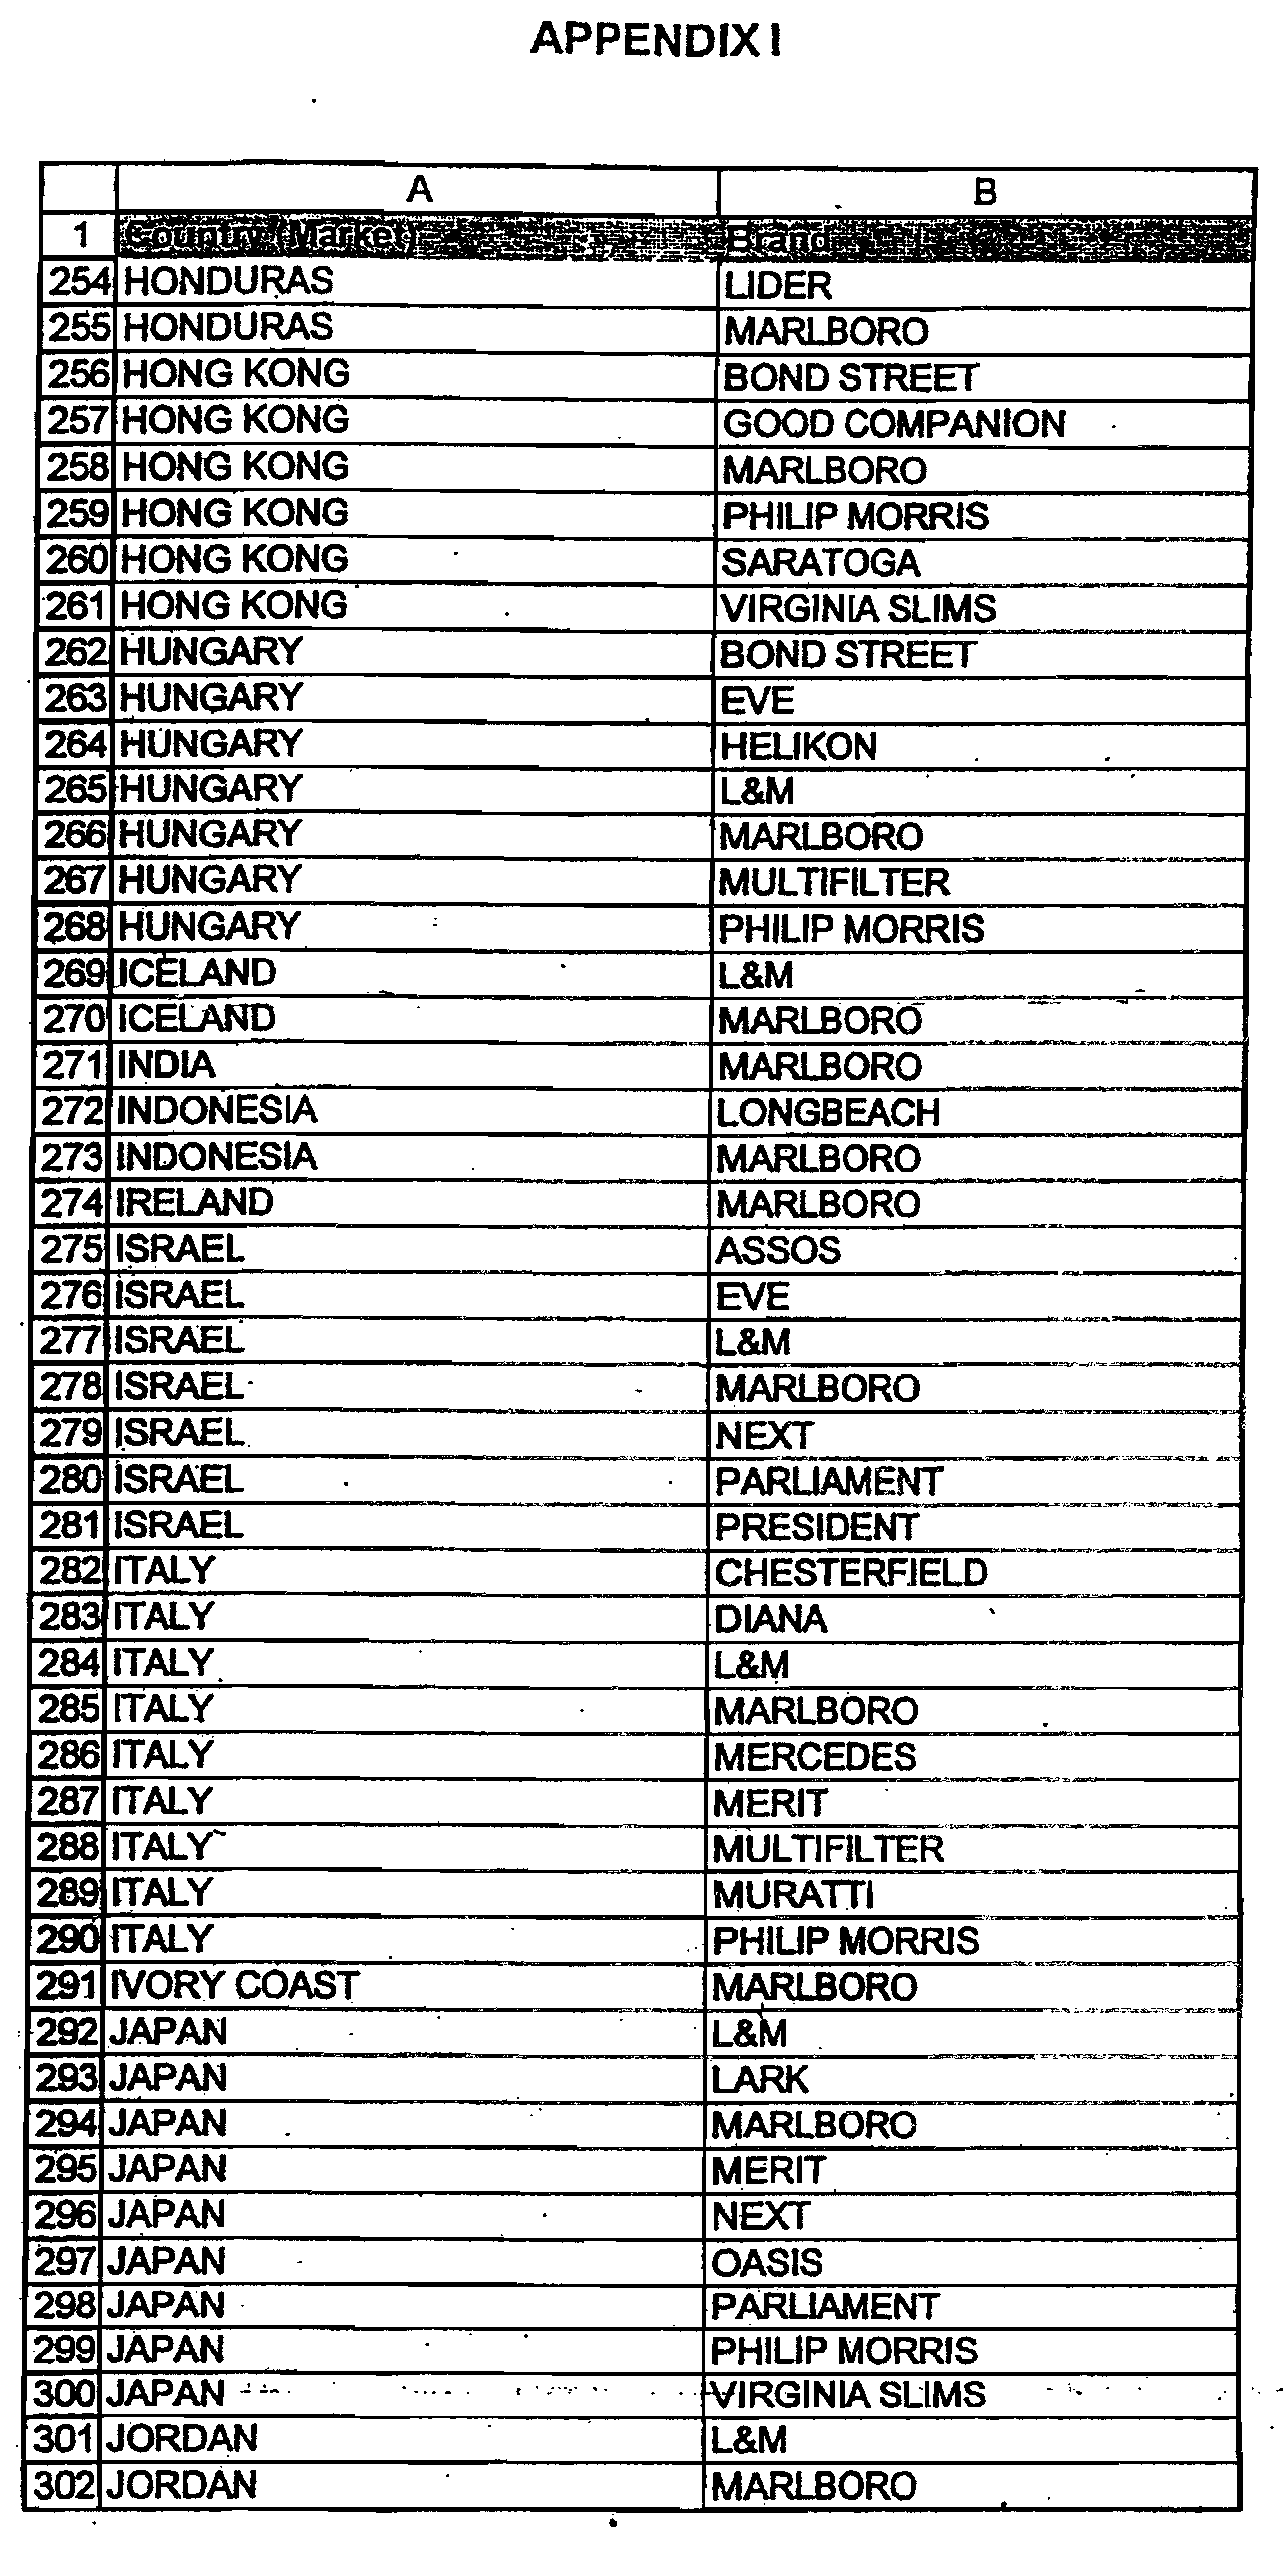 APPENDIX I
A B
1 Country (Market) Brand
254 HONDURAS LIDER
255 HONDURAS MARLBORO
256 HONG KONG BOND STREET
257 HONG KONG GOOD COMPANION
258 HONG KONG MARLBORO
259 HONG KONG PHILIP MORRIS
260 HONG KONG SARATOGA
261 HONG KONG VIRGINIA SLIMS
262 HUNGARY BOND STREET
263 HUNGARY EVE
264 HUNGARY HELIKON
265 HUNGARY L&M
266 HUNGARY MARLBORO
267 HUNGARY MULTIFILTER
268 HUNGARY PHILIP MORRIS
269 ICELAND L&M
270 ICELAND MARLBORO
271 INDIA MARLBORO
272 INDONESIA LONGBEACH
273 INDONESIA MARLBORO
274 IRELAND MARLBORO
275 ISRAEL ASSOS
276 ISRAEL EVE
277 ISRAEL L&M
278 ISRAEL MARLBORO
279 ISRAEL NEXT
280 ISRAEL PARLIAMENT
281 ISRAEL PRESIDENT
282 ITALY CHESTERFIELD
283 ITALY DIANA
284 ITALY L&M
285 ITALY MARLBORO
286 ITALY MERCEDES
287 ITALY MERIT
288 ITALY MULTIFILTER
289 ITALY MURATTI
290 ITALY PHILIP MORRIS
291 IVORY COAST MARLBORO
292 JAPAN L&M
293 JAPAN LARK
294 JAPAN MARLBORO
295 JAPAN MERIT
296 JAPAN NEXT
297 JAPAN OASIS
298 JAPAN PARLIAMENT
299 JAPAN PHILIP MORRIS
300 JAPAN VIRGINIA SLIMS
301 JORDAN L&M
302 JORDAN MARLBORO